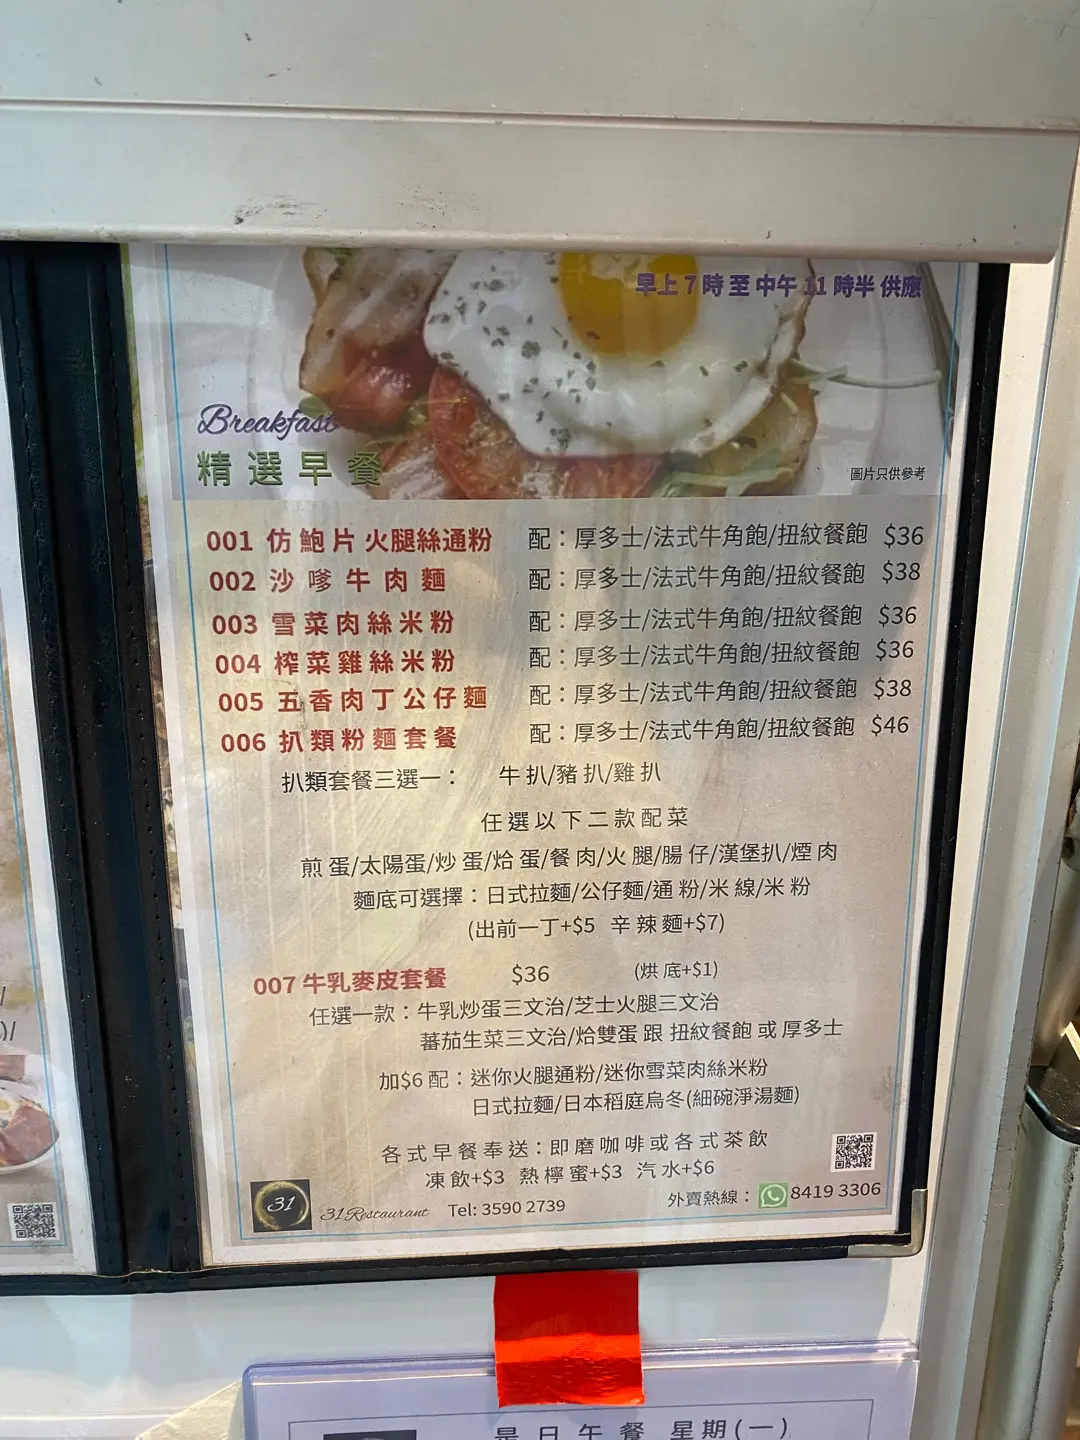 早上7時至中午11時半供應
Breakfast
精選早餐
圖片只供參考
001 仿鮑片火腿絲通粉 配：厚多士/法式牛角飽/扭紋餐飽 $36
002 沙嗲牛肉麵 配：厚多士/法式牛角飽/扭紋餐飽 $38
003 雪菜肉絲米粉 配：厚多士/法式牛角飽/扭紋餐飽 $36
004 榨菜雞絲米粉 配：厚多士/法式牛角飽/扭紋餐飽 $36
005 五香肉丁公仔麵 配：厚多士/法式牛角飽/扭紋餐飽 $38
006 扒類粉麵套餐 配：厚多士/法式牛角飽/扭紋餐飽 $46
扒類套餐三選一： 牛扒/豬扒/雞扒
任選以下二款配菜
煎蛋/太陽蛋/炒蛋/烚蛋/餐肉/火腿/腸仔/漢堡扒/煙肉
麵底可選擇：日式拉麵/公仔麵/通粉/米線/米粉
(出前一丁+$5 辛辣麵+$7)
007 牛乳麥皮套餐 $36 (烘底+$1)
任選一款：牛乳炒蛋三文治/芝士火腿三文治
蕃茄生菜三文治/烚雙蛋 跟 扭紋餐飽 或 厚多士
加$6 配：迷你火腿通粉/迷你雪菜肉絲米粉
日式拉麵/日本稻庭烏冬(細碗淨湯麵)
各式早餐奉送：即磨咖啡或各式茶飲
凍飲+$3 熱檸蜜+$3 汽水+$6
31 31 Restaurant Tel: 3590 2739 外賣熱線： 8419 3306
是日午餐 星期(一)